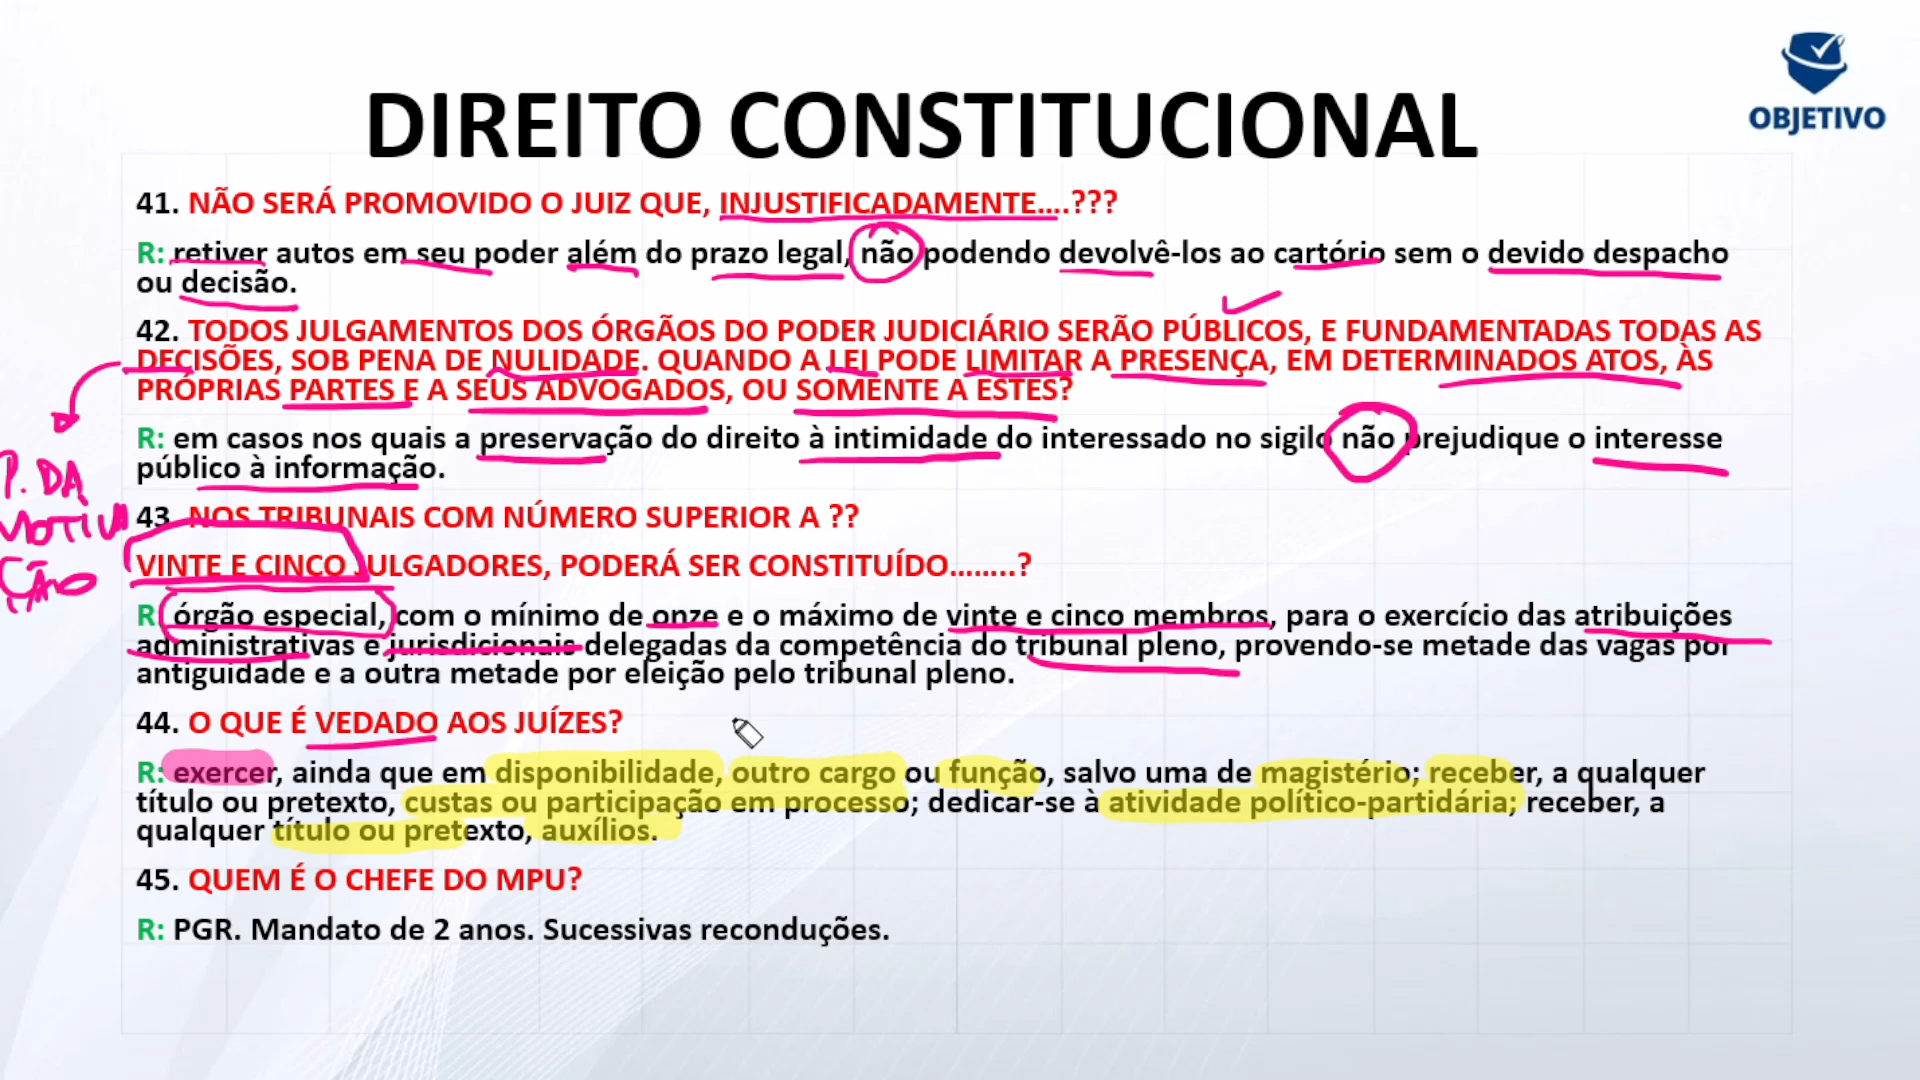 OBJETIVO
DIREITO CONSTITUCIONAL
41. NÃO SERÁ PROMOVIDO O JUIZ QUE, INJUSTIFICADAMENTE....???
R: retiver autos em seu poder além do prazo legal, não podendo devolvê-los ao cartório sem o devido despacho
ou decisão.
42. TODOS JULGAMENTOS DOS ÓRGÃOS DO PODER JUDICIÁRIO SERÃO PÚBLICOS, E FUNDAMENTADAS TODAS AS
DECISÕES, SOB PENA DE NULIDADE. QUANDO A LEI PODE LIMITAR A PRESENÇA, EM DETERMINADOS ATOS, ÀS
PRÓPRIAS PARTES E A SEUS ADVOGADOS, OU SOMENTE A ESTES?
R: em casos nos quais a preservação do direito à intimidade do interessado no sigilo não prejudique o interesse
público à informação.
P. DA
MOTIVA
ÇÃO
43. NOS TRIBUNAIS COM NÚMERO SUPERIOR A ??
VINTE E CINCO JULGADORES, PODERÁ SER CONSTITUÍDO........?
R: órgão especial, com o mínimo de onze e o máximo de vinte e cinco membros, para o exercício das atribuições
administrativas e jurisdicionais delegadas da competência do tribunal pleno, provendo-se metade das vagas por
antiguidade e a outra metade por eleição pelo tribunal pleno.
44. O QUE É VEDADO AOS JUÍZES?
R: exercer, ainda que em disponibilidade, outro cargo ou função, salvo uma de magistério; receber, a qualquer
título ou pretexto, custas ou participação em processo; dedicar-se à atividade político-partidária; receber, a
qualquer título ou pretexto, auxílios.
45. QUEM É O CHEFE DO MPU?
R: PGR. Mandato de 2 anos. Sucessivas reconduções.